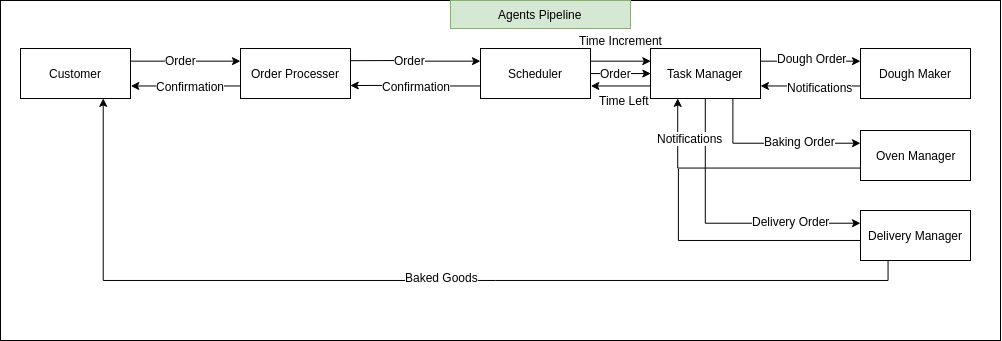 Agents Pipeline
Time Increment
Customer
Order
Confirmation
Order Processer
Order
Confirmation
Scheduler
Order
Time Left
Task Manager
Dough Order
Notifications
Dough Maker
Notifications
Baking Order
Oven Manager
Delivery Order
Delivery Manager
Baked Goods